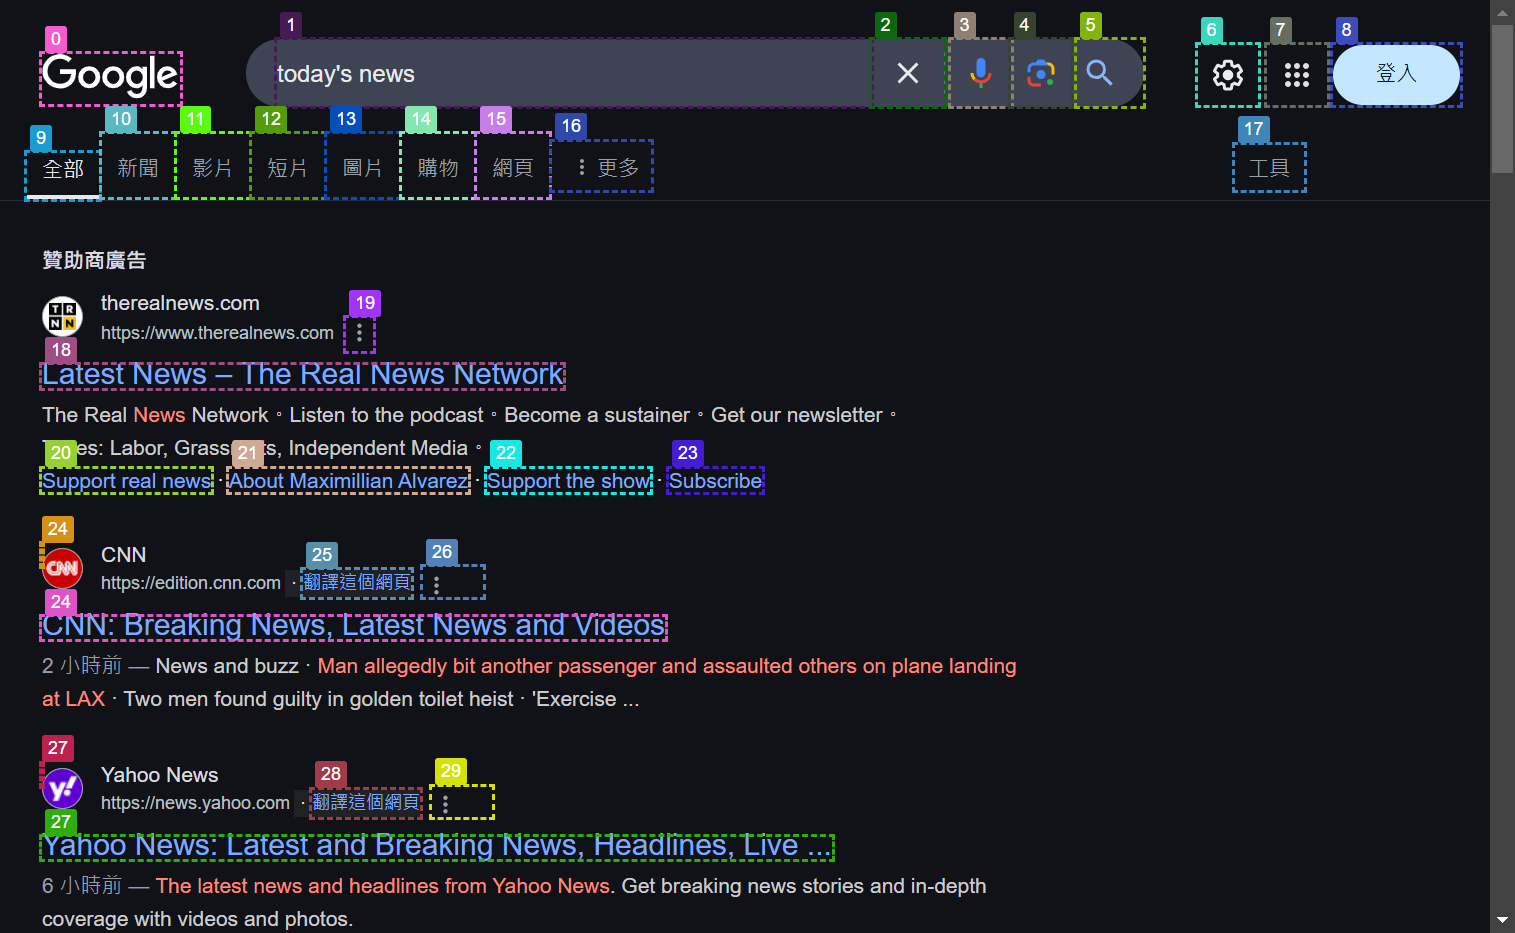 0
1
2
3
4
5
6
7
8
Google
today's news
登入
9
10
11
12
13
14
15
16
17
全部
新聞
影片
短片
圖片
購物
網頁
更多
工具
贊助商廣告
TRNN
therealnews.com
https://www.therealnews.com
19
18
Latest News – The Real News Network
The Real News Network。Listen to the podcast。Become a sustainer。Get our newsletter。
Labor, Grassroots, Independent Media。
20
21
22
23
Support real news · About Maximillian Alvarez · Support the show · Subscribe
24
CNN
CNN
https://edition.cnn.com · 翻譯這個網頁
25
26
24
CNN: Breaking News, Latest News and Videos
2 小時前 — News and buzz · Man allegedly bit another passenger and assaulted others on plane landing
at LAX · Two men found guilty in golden toilet heist · 'Exercise ...
27
y!
Yahoo News
https://news.yahoo.com · 翻譯這個網頁
28
29
27
Yahoo News: Latest and Breaking News, Headlines, Live ...
6 小時前 — The latest news and headlines from Yahoo News. Get breaking news stories and in-depth
coverage with videos and photos.